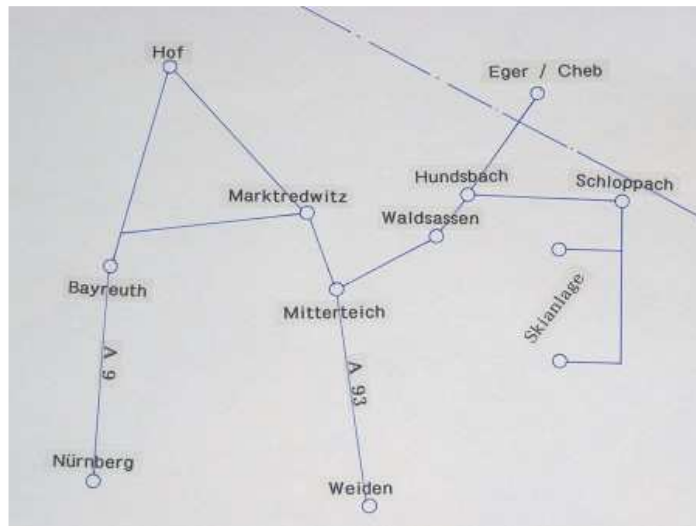 Hof
Eger / Cheb
Hundsbach
Schloppach
Marktredwitz
Waldsassen
Bayreuth
Mitterteich
Skianlage
A 9
A 93
Nürnberg
Weiden